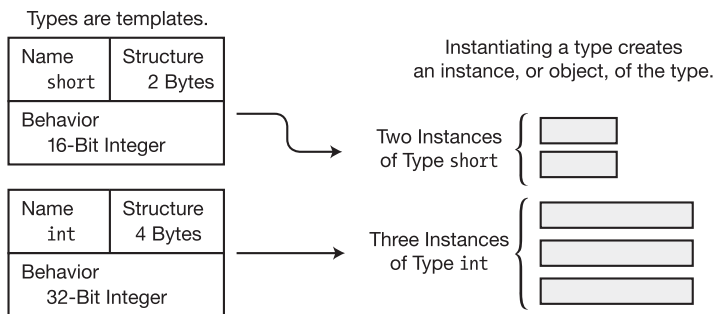 Types are templates.
Name Structure
short 2 Bytes
Behavior
16-Bit Integer
Name Structure
int 4 Bytes
Behavior
32-Bit Integer
Instantiating a type creates
an instance, or object, of the type.
Two Instances
of Type short
Three Instances
of Type int